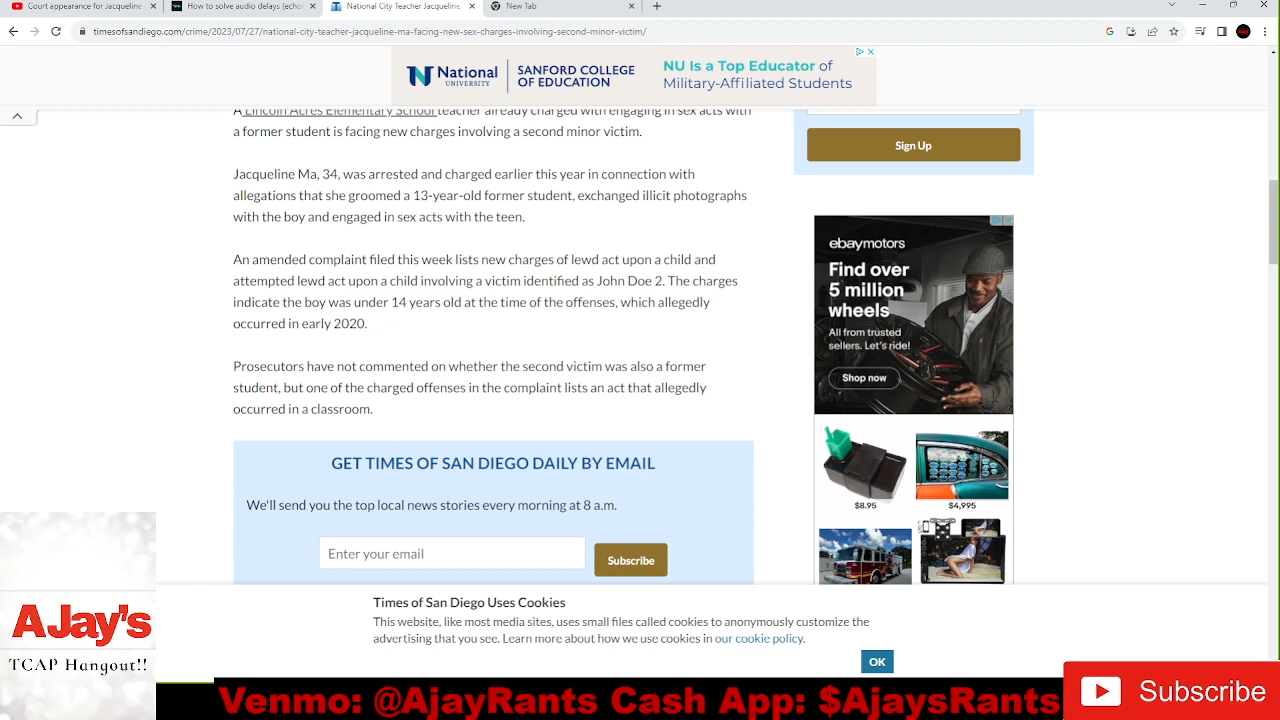 Court appearance for Jacqueline
How to solve audio delays [echo
National City Teacher Jacqueline
New Tab
timesofsandiego.com/crime/2023/07/27/national-city-teacher-jacqueline-ma-facing-new-sex-charges-involving-second-minor-victim/
National
UNIVERSITY
SANFORD COLLEGE
OF EDUCATION
NU Is a Top Educator of
Military-Affiliated Students
A Lincoln Acres Elementary School teacher already charged with engaging in sex acts with
a former student is facing new charges involving a second minor victim.
Jacqueline Ma, 34, was arrested and charged earlier this year in connection with
allegations that she groomed a 13-year-old former student, exchanged illicit photographs
with the boy and engaged in sex acts with the teen.
An amended complaint filed this week lists new charges of lewd act upon a child and
attempted lewd act upon a child involving a victim identified as John Doe 2. The charges
indicate the boy was under 14 years old at the time of the offenses, which allegedly
occurred in early 2020.
Prosecutors have not commented on whether the second victim was also a former
student, but one of the charged offenses in the complaint lists an act that allegedly
occurred in a classroom.
GET TIMES OF SAN DIEGO DAILY BY EMAIL
We'll send you the top local news stories every morning at 8 a.m.
Enter your email
Subscribe
Sign Up
ebaymotors
Find over
5 million
wheels
All from trusted
sellers. Let's ride!
Shop now
$8.95
$4,995
Times of San Diego Uses Cookies
This website, like most media sites, uses small files called cookies to anonymously customize the
advertising that you see. Learn more about how we use cookies in our cookie policy.
OK
AJay's
TCAP Hangout!!
Venmo: @AjayRants Cash App: $AjaysRants
Subscribe